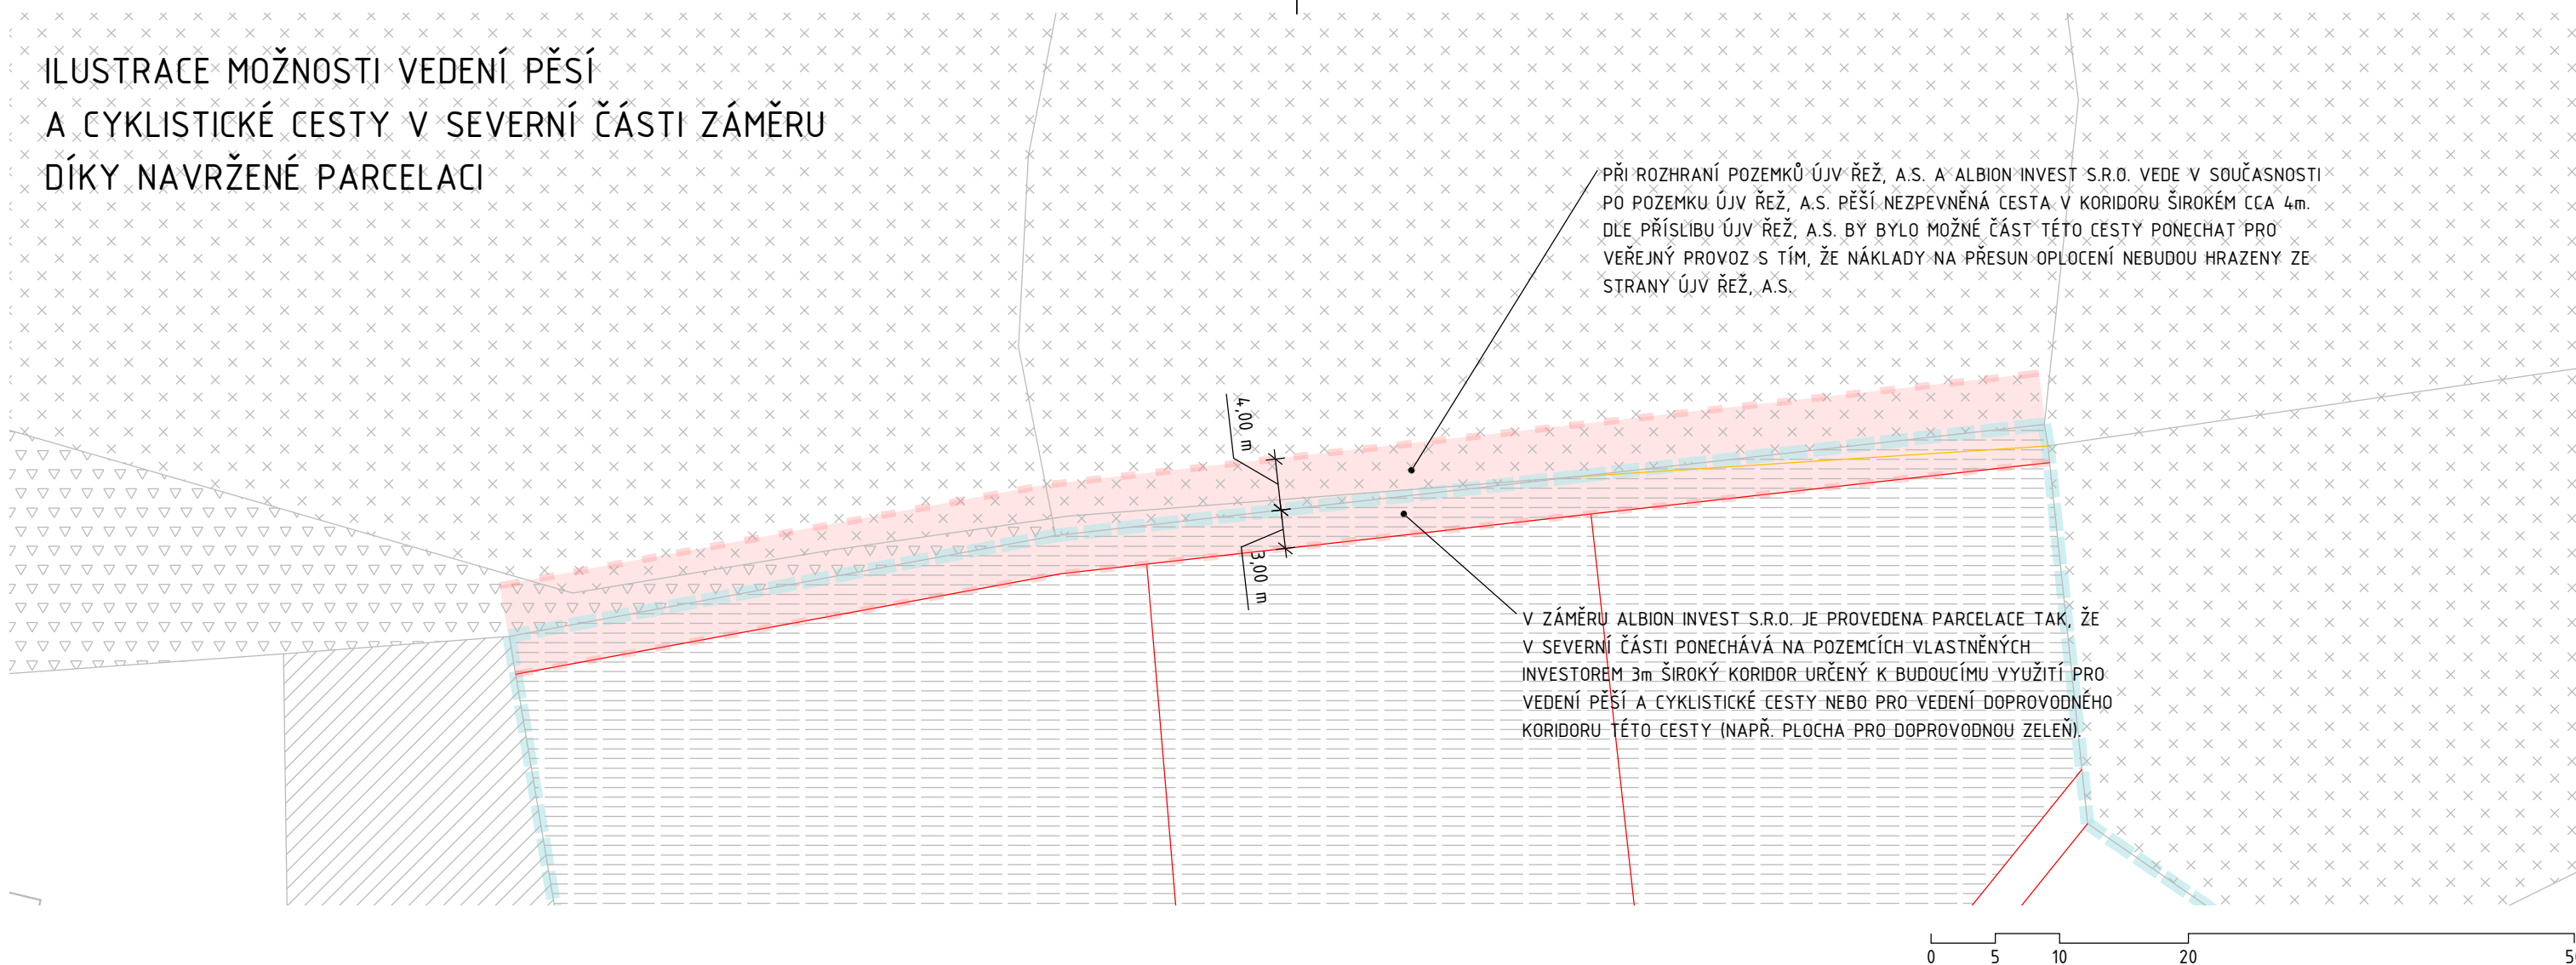 ILUSTRACE MOŽNOSTI VEDENÍ PĚŠÍ
A CYKLISTICKÉ CESTY V SEVERNÍ ČÁSTI ZÁMĚRU
DÍKY NAVRŽENÉ PARCELACI
PŘI ROZHRANÍ POZEMKŮ ÚJV ŘEŽ, A.S. A ALBION INVEST S.R.O. VEDE V SOUČASNOSTI
PO POZEMKU ÚJV ŘEŽ, A.S. PĚŠÍ NEZPEVNĚNÁ CESTA V KORIDORU ŠIROKÉM CCA 4m.
DLE PŘÍSLIBU ÚJV ŘEŽ, A.S. BY BYLO MOŽNÉ ČÁST TÉTO CESTY PONECHAT PRO
VEŘEJNÝ PROVOZ S TÍM, ŽE NÁKLADY NA PŘESUN OPLOCENÍ NEBUDOU HRAZENY ZE
STRANY ÚJV ŘEŽ, A.S.
4,00 m
3,00 m
V ZÁMĚRU ALBION INVEST S.R.O. JE PROVEDENA PARCELACE TAK, ŽE
V SEVERNÍ ČÁSTI PONECHÁVÁ NA POZEMCÍCH VLASTNĚNÝCH
INVESTOREM 3m ŠIROKÝ KORIDOR URČENÝ K BUDOUCÍMU VYUŽITÍ PRO
VEDENÍ PĚŠÍ A CYKLISTICKÉ CESTY NEBO PRO VEDENÍ DOPROVODNÉHO
KORIDORU TÉTO CESTY (NAPŘ. PLOCHA PRO DOPROVODNOU ZELEŇ).
0 5 10 20 5